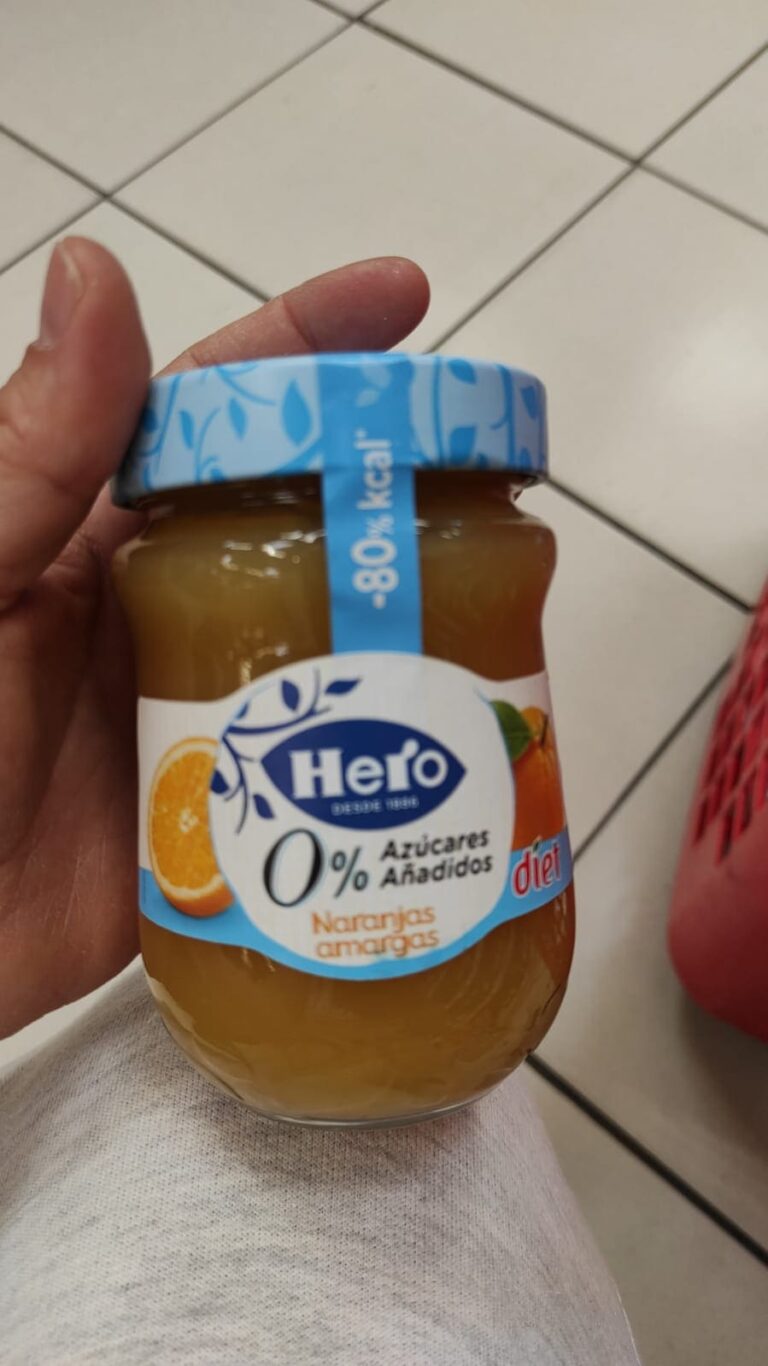 -80% kcal*
Hero
DESDE 1886
0% Azúcares
Añadidos
diet
Naranjas
amargas